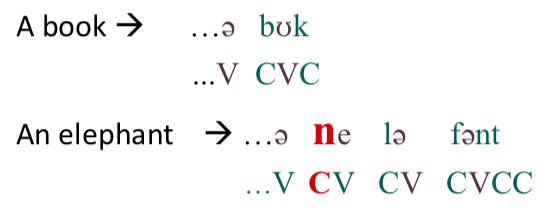 A book → …ə bʊk
…V CVC
An elephant → …ə ne lə fənt
…V CV CV CVCC